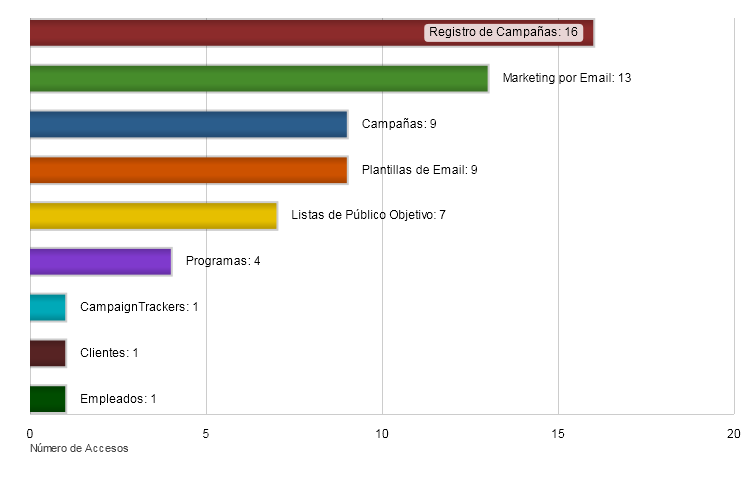 Registro de Campañas: 16
Marketing por Email: 13
Campañas: 9
Plantillas de Email: 9
Listas de Público Objetivo: 7
Programas: 4
CampaignTrackers: 1
Clientes: 1
Empleados: 1
0 5 10 15 20
Número de Accesos